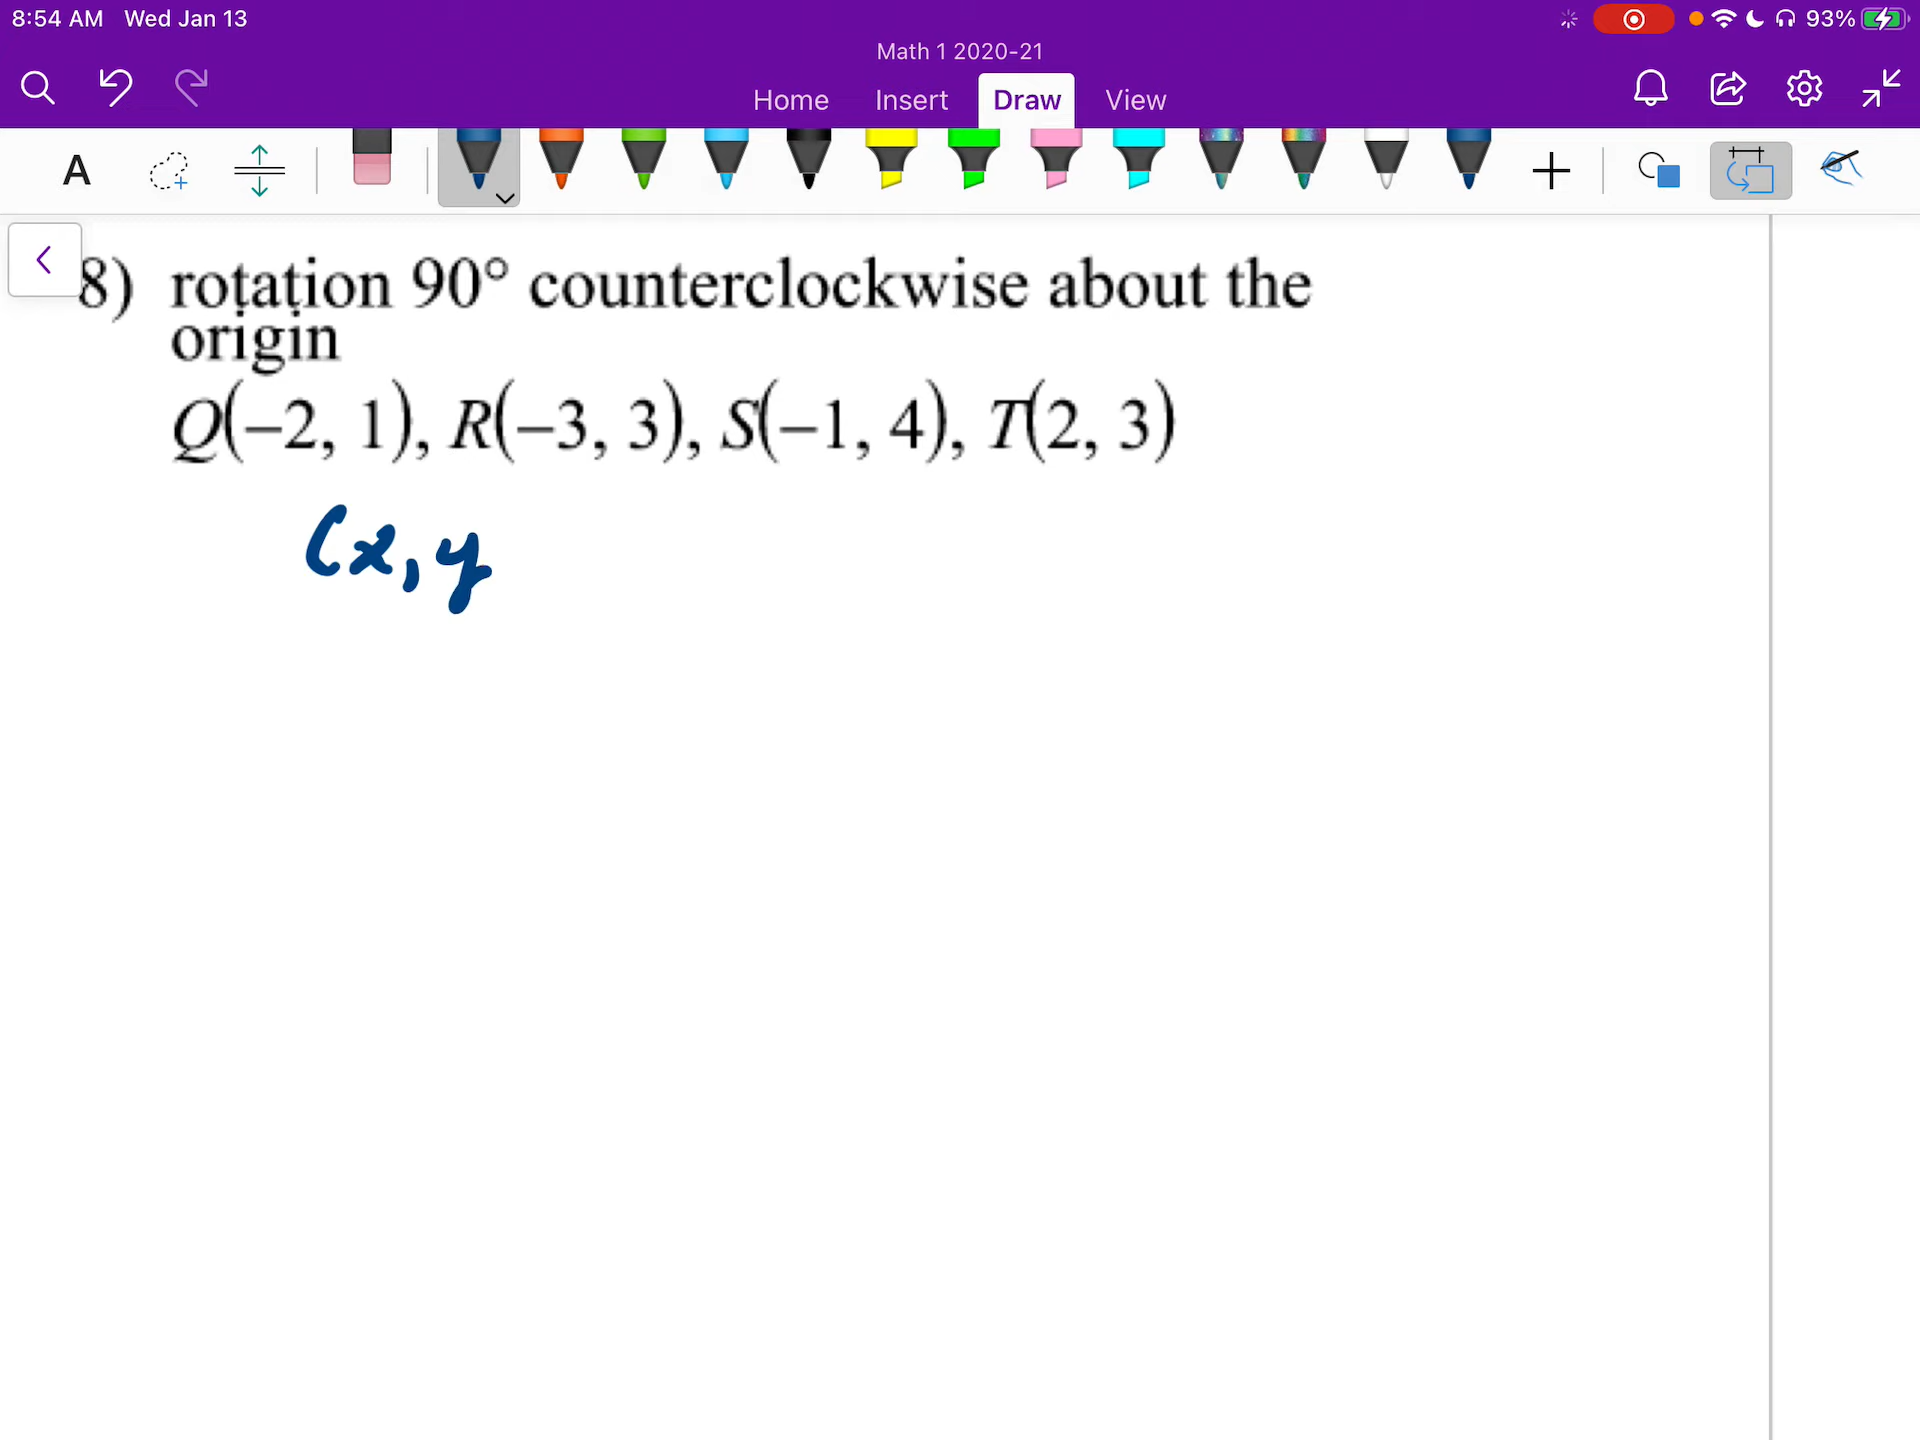 8:54 AM Wed Jan 13
93%
Math 1 2020-21
Home Insert Draw View
A
8) rotation 90° counterclockwise about the
origin
Q(−2, 1), R(−3, 3), S(−1, 4), T(2, 3)
(x, y